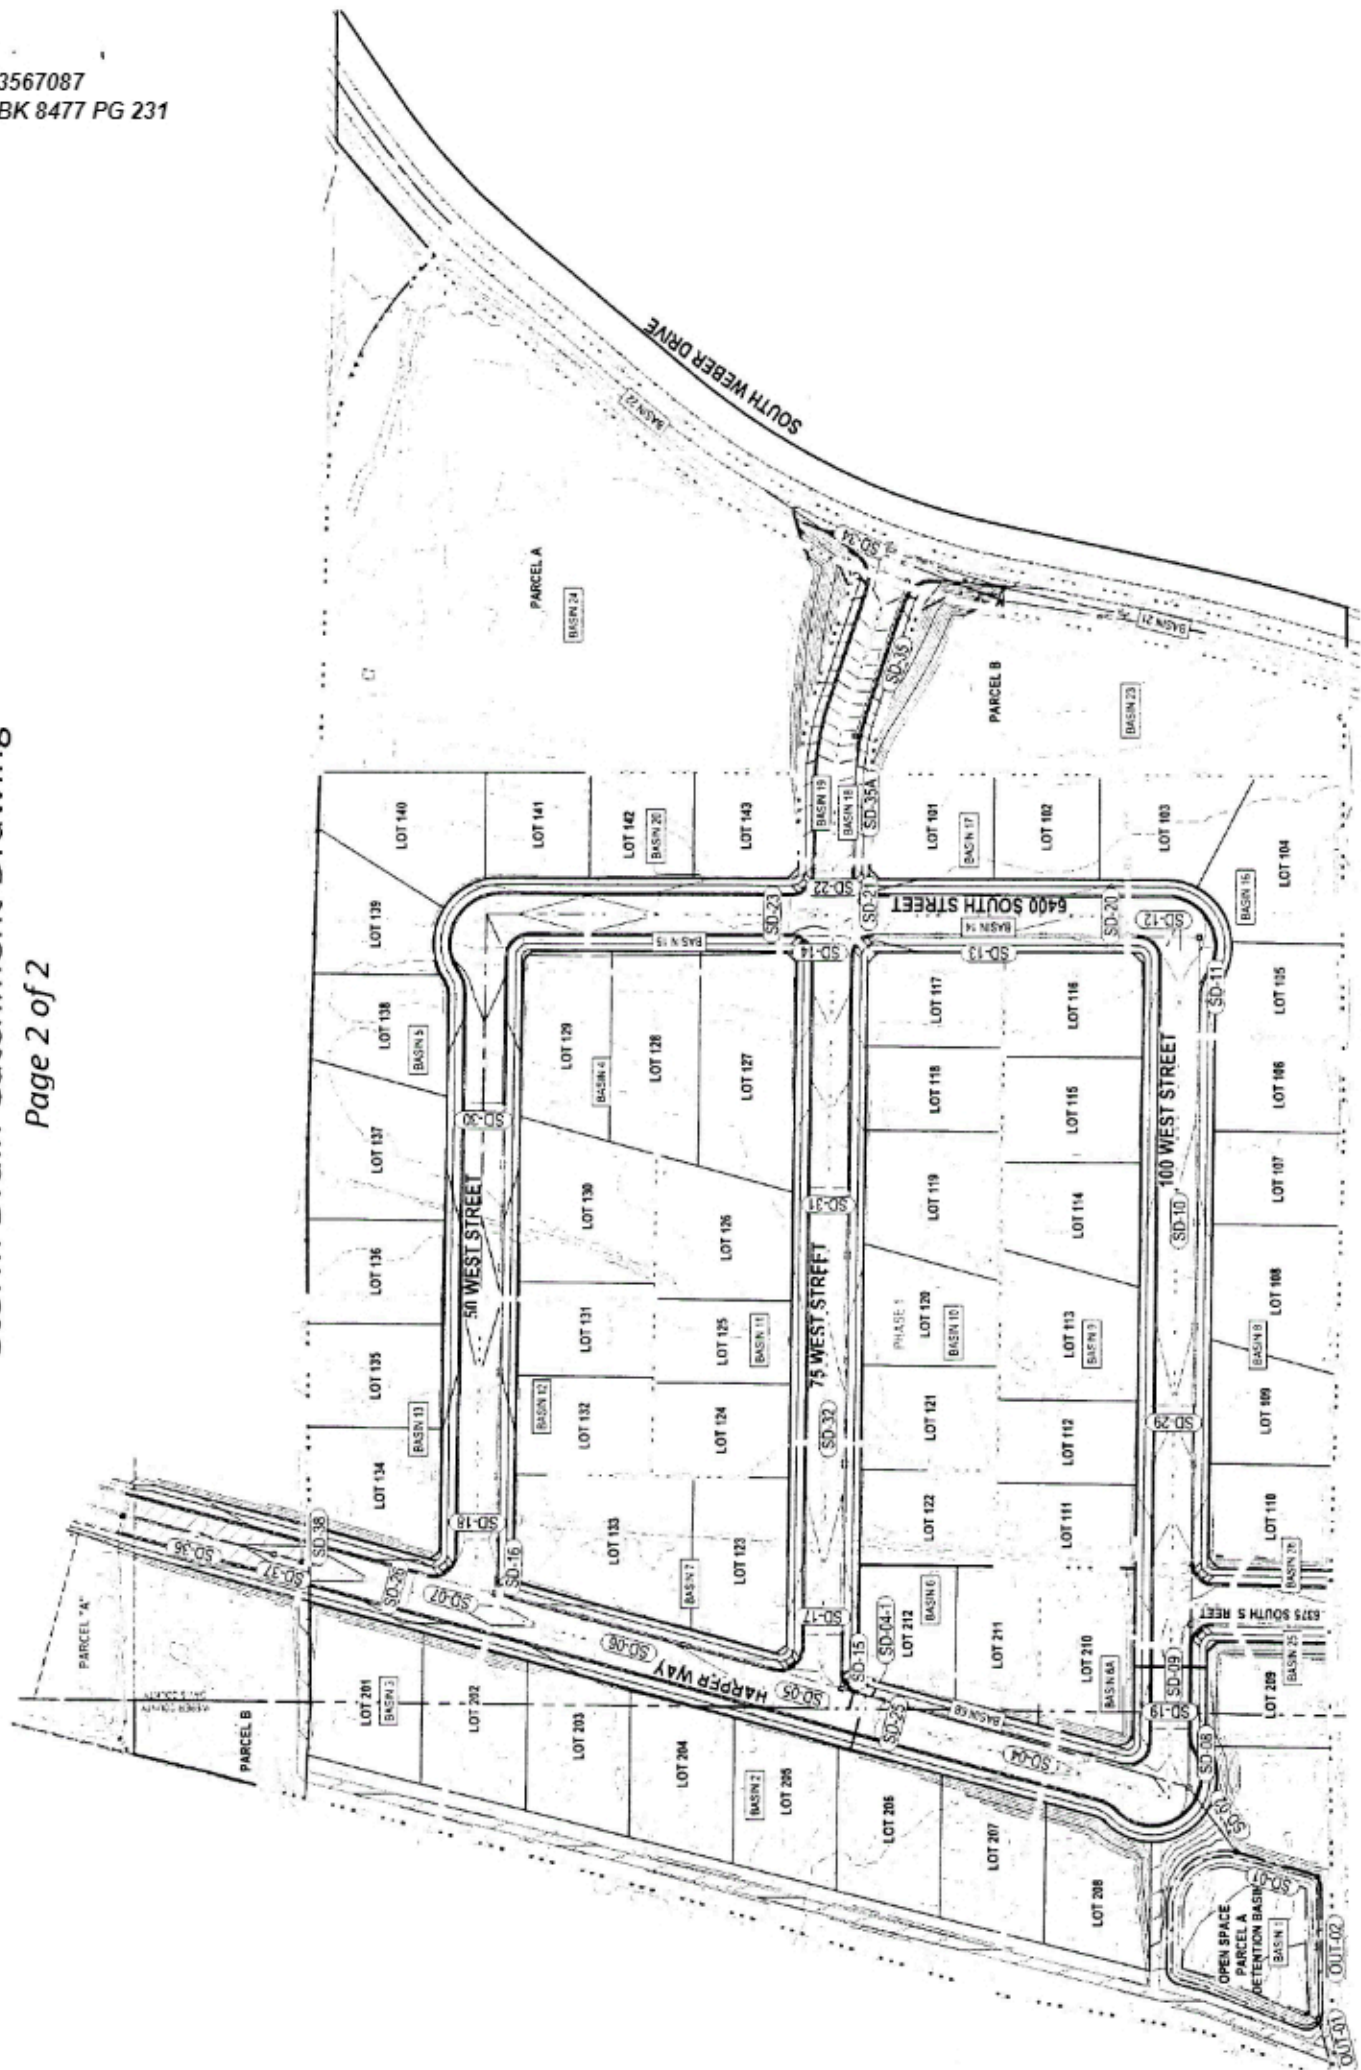 3567087
BK 8477 PG 231
Page 2 of 2
SOUTH WEBER DRIVE
BASIN 22
PARCEL A
BASIN 24
SD-34
SD-35
BASIN 21
PARCEL B
BASIN 23
LOT 140
LOT 141
LOT 142
BASIN 20
LOT 143
BASIN 19
BASIN 18
SD-35A
LOT 101
BASIN 17
LOT 102
LOT 103
LOT 104
BASIN 16
LOT 139
SD-23
SD-22
SD-21
6400 SOUTH STREET
SD-20
SD-12
BASIN 15
SD-14
BASIN 14
SD-13
SD-11
LOT 105
LOT 138
BASIN 5
LOT 129
BASIN 4
LOT 128
LOT 127
LOT 117
LOT 116
LOT 118
LOT 115
LOT 106
SD-30
LOT 137
LOT 130
LOT 126
SD-31
LOT 119
LOT 114
100 WEST STREET
SD-10
LOT 107
50 WEST STREET
LOT 136
LOT 131
LOT 125
BASIN 11
75 WEST STREET
PHASE 1
LOT 120
BASIN 10
LOT 113
BASIN 9
LOT 108
BASIN 8
LOT 135
BASIN 13
BASIN 12
LOT 132
LOT 124
SD-32
LOT 121
LOT 112
SD-29
LOT 109
LOT 134
LOT 133
LOT 123
BASIN 7
LOT 122
LOT 111
LOT 110
SD-18
SD-16
SD-38
SD-36
SD-37
SD-26
SD-07
SD-06
HARPER WAY
SD-05
SD-17
SD-15
SD-04-1
LOT 212
BASIN 6
LOT 211
LOT 210
BASIN 6A
BASIN 6B
SD-25
SD-04
SD-09
SD-19
SD-08
6375 SOUTH S REET
BASIN 25
LOT 209
PARCEL "A"
PARCEL B
LOT 201
BASIN 3
LOT 202
LOT 203
LOT 204
BASIN 2
LOT 205
LOT 206
LOT 207
LOT 208
OPEN SPACE
PARCEL A
DETENTION BASIN
BASIN 1
SD-01
OUT-02
OUT-01